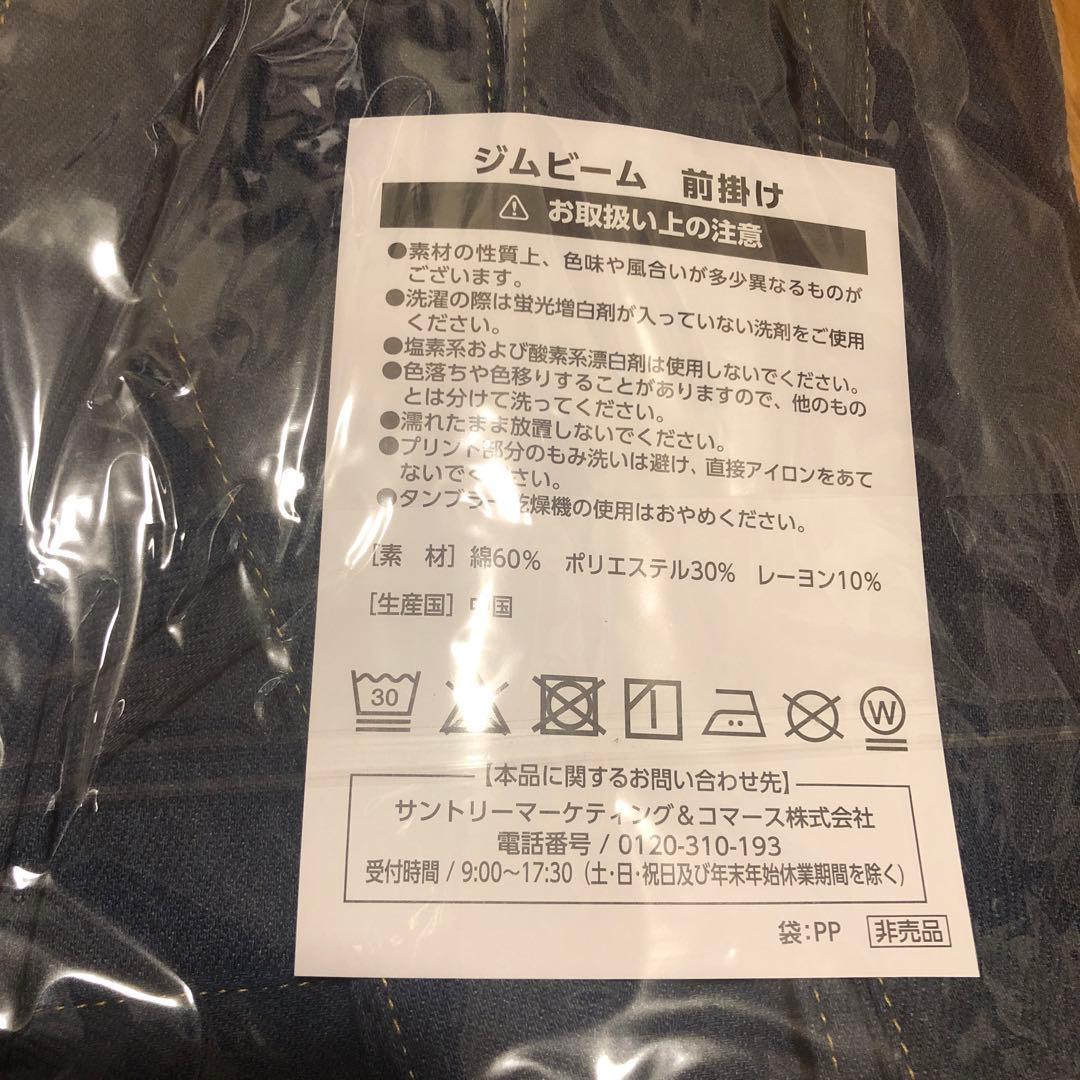 ジムビーム 前掛け
お取扱い上の注意
●素材の性質上、色味や風合いが多少異なるものが
ございます。
●洗濯の際は蛍光増白剤が入っていない洗剤をご使用
ください。
●塩素系および酸素系漂白剤は使用しないでください。
●色落ちや色移りすることがありますので、他のもの
とは分けて洗ってください。
●濡れたまま放置しないでください。
●プリント部分のもみ洗いは避け、直接アイロンをあて
ないでください。
●タンブラー乾燥機の使用はおやめください。
[素 材] 綿60% ポリエステル30% レーヨン10%
[生産国] 中国
30 W
【本品に関するお問い合わせ先】
サントリーマーケティング&コマース株式会社
電話番号 / 0120-310-193
受付時間 / 9:00～17:30 (土・日・祝日及び年末年始休業期間を除く)
袋:PP 非売品